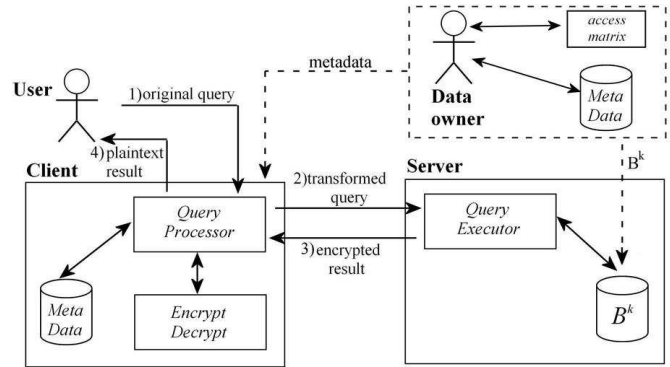 access
matrix
metadata
User
1)original query
Data
owner
Meta
Data
4)plaintext
result
Client
B^k
Server
2)transformed
query
Query
Processor
Query
Executor
3)encrypted
result
Meta
Data
Encrypt
Decrypt
B^k